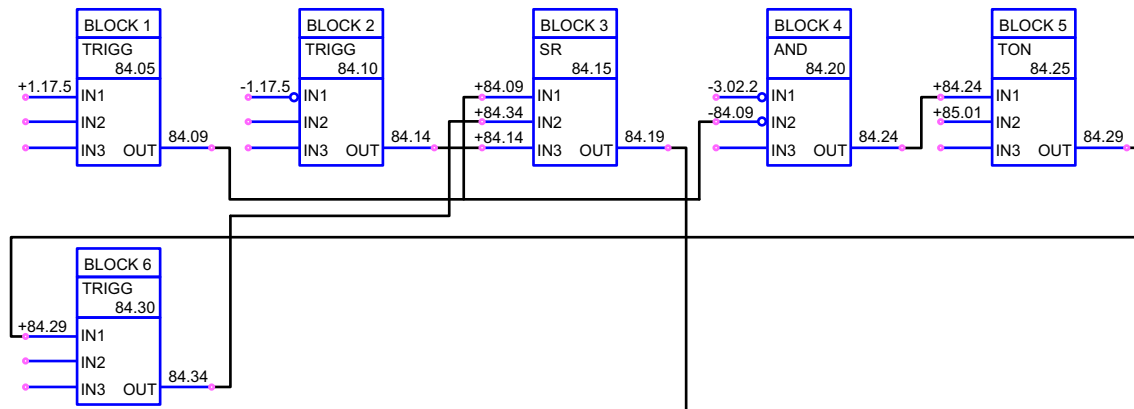 BLOCK 1
TRIGG
84.05
+1.17.5
IN1
IN2
84.09
IN3 OUT
BLOCK 2
TRIGG
84.10
-1.17.5
IN1
IN2
84.14
IN3 OUT
BLOCK 3
SR
84.15
+84.09
IN1
+84.34
IN2
+84.14
84.19
IN3 OUT
BLOCK 4
AND
84.20
-3.02.2
IN1
-84.09
IN2
84.24
IN3 OUT
BLOCK 5
TON
84.25
+84.24
IN1
+85.01
IN2
84.29
IN3 OUT
BLOCK 6
TRIGG
84.30
+84.29
IN1
IN2
84.34
IN3 OUT